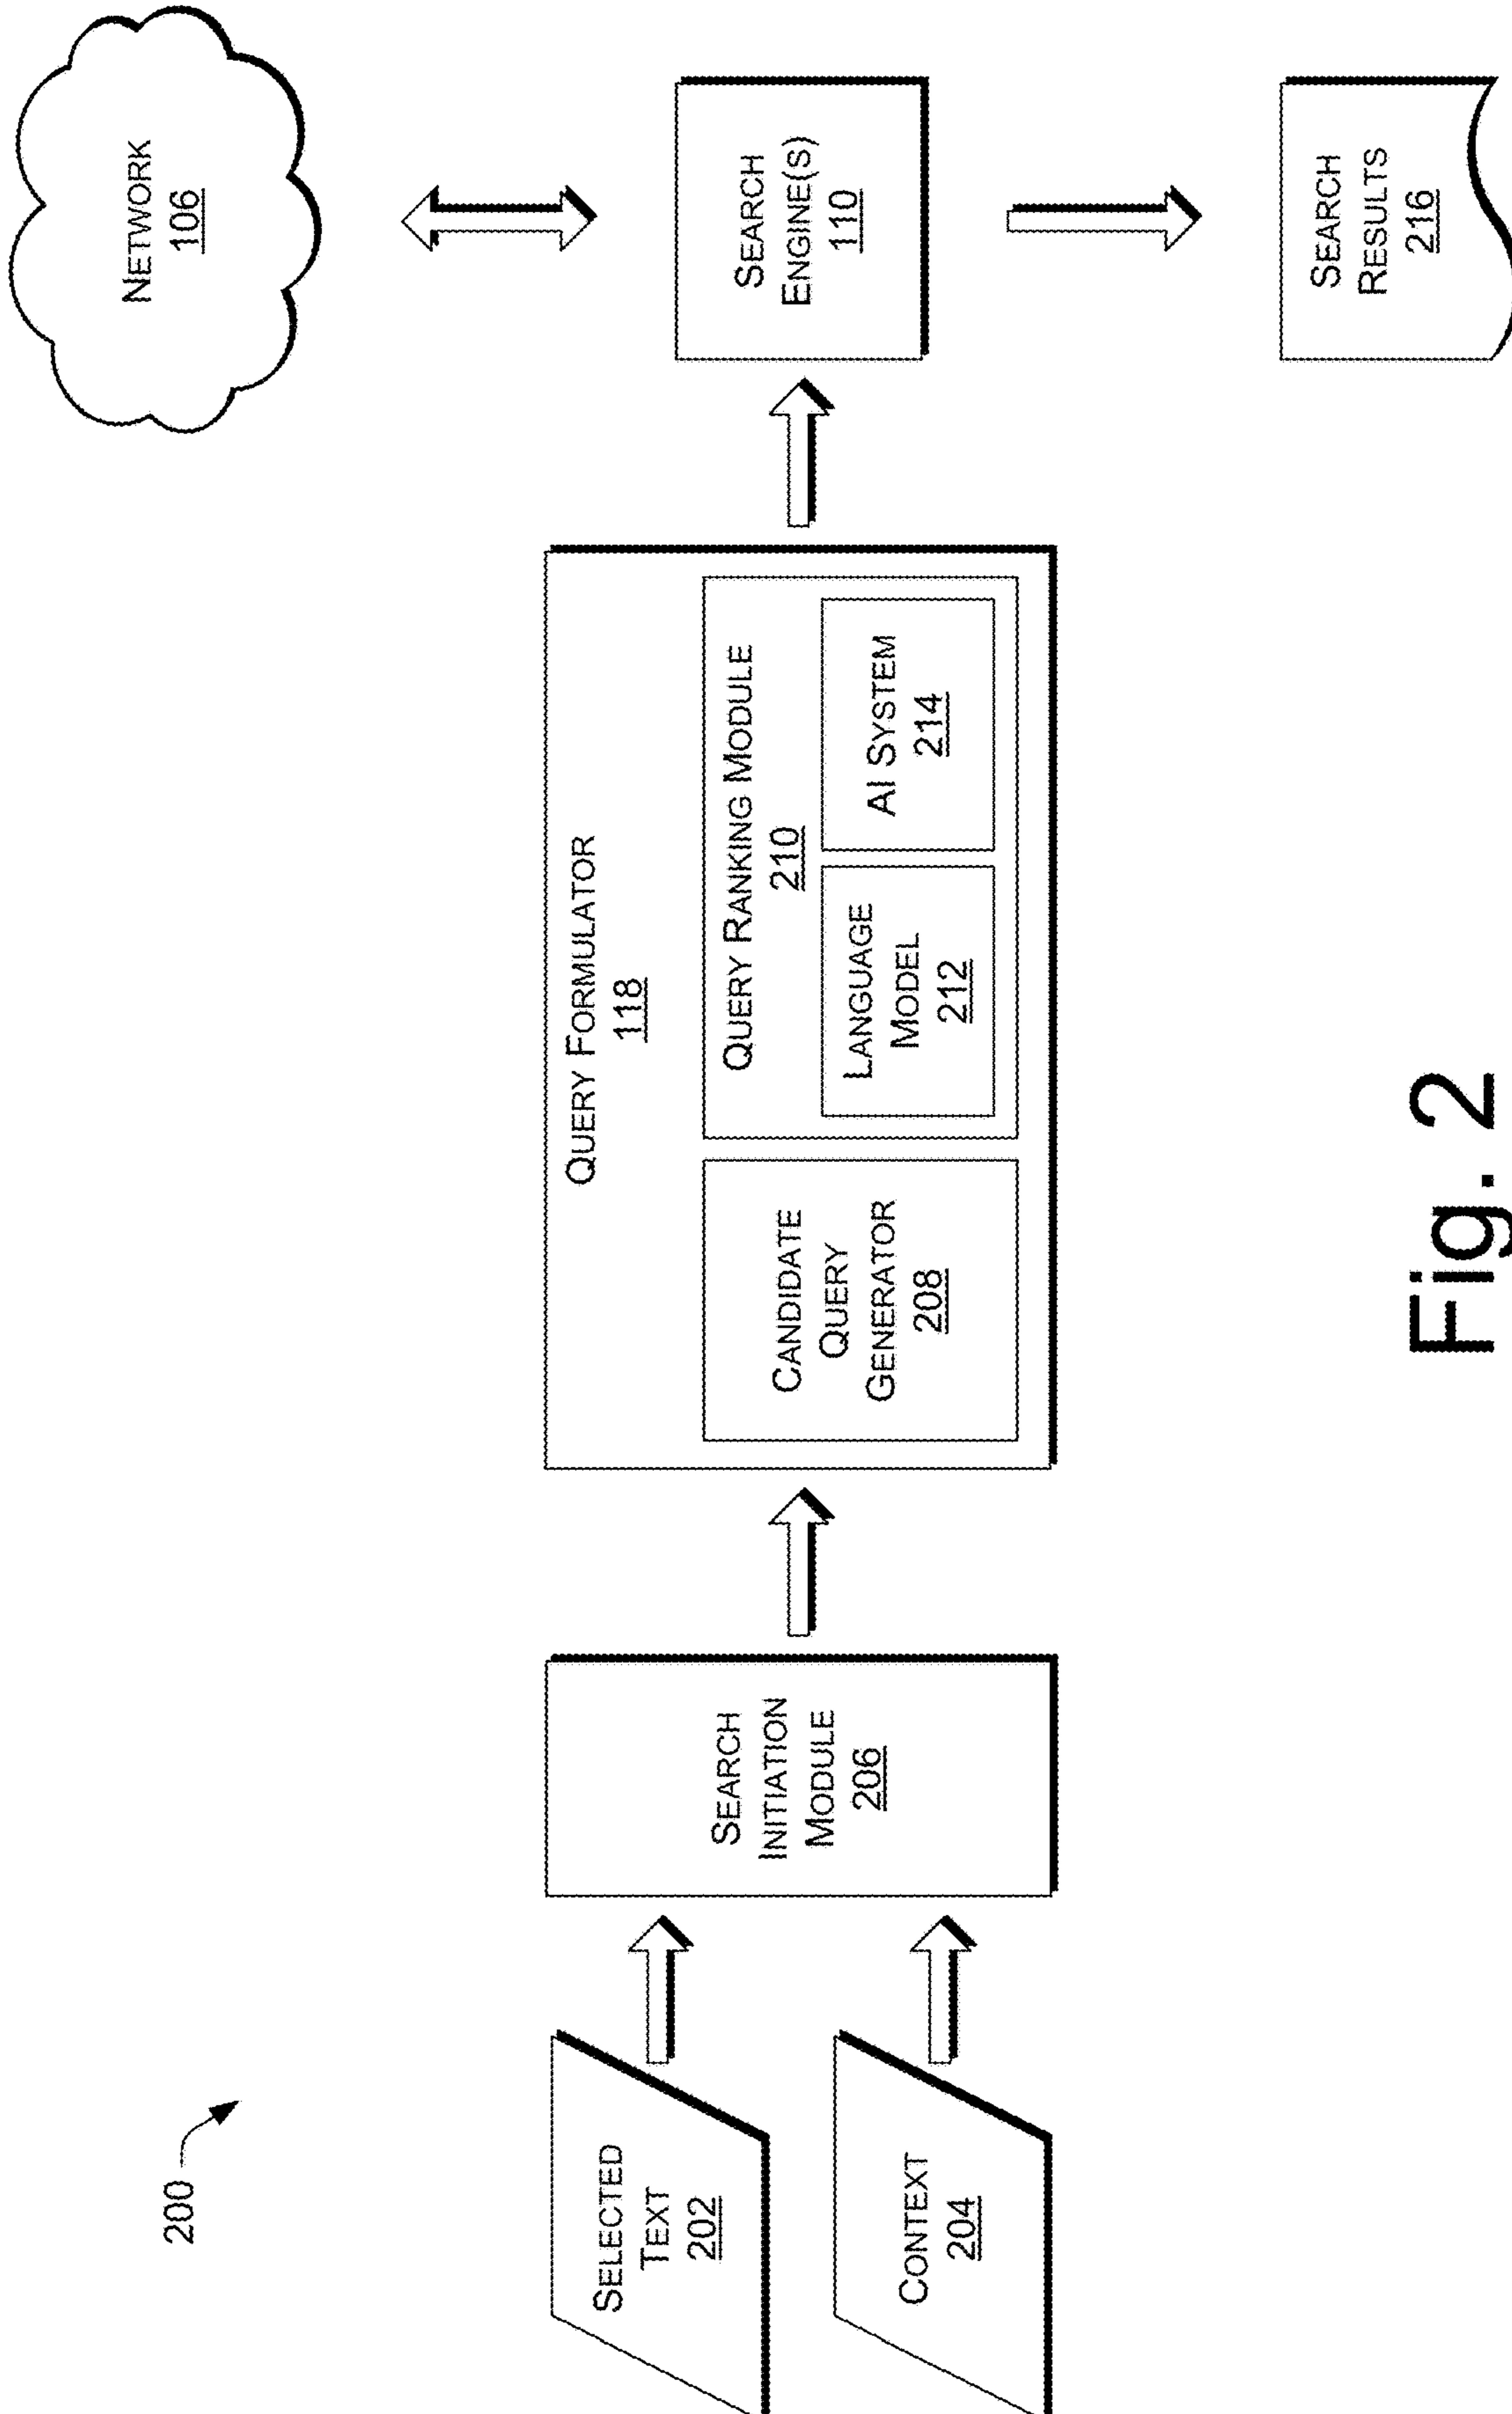 200
SELECTED
TEXT
202
CONTEXT
204
SEARCH
INITIATION
MODULE
206
QUERY FORMULATOR
118
CANDIDATE
QUERY
GENERATOR
208
QUERY RANKING MODULE
210
LANGUAGE
MODEL
212
AI SYSTEM
214
NETWORK
106
SEARCH
ENGINE(S)
110
SEARCH
RESULTS
216
Fig. 2